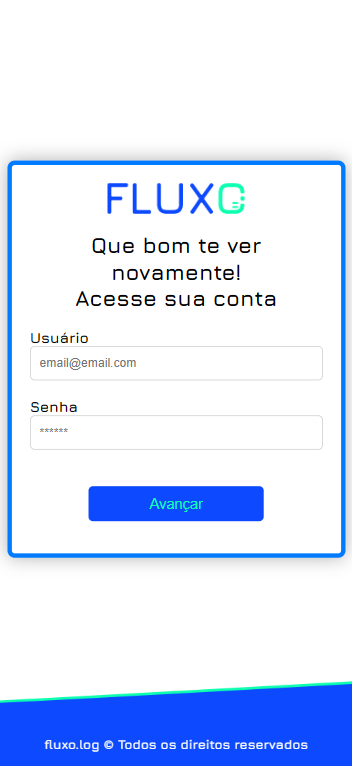 FLUXO
Que bom te ver
novamente!
Acesse sua conta
Usuário
email@email.com
Senha
******
Avançar
fluxo.log © Todos os direitos reservados